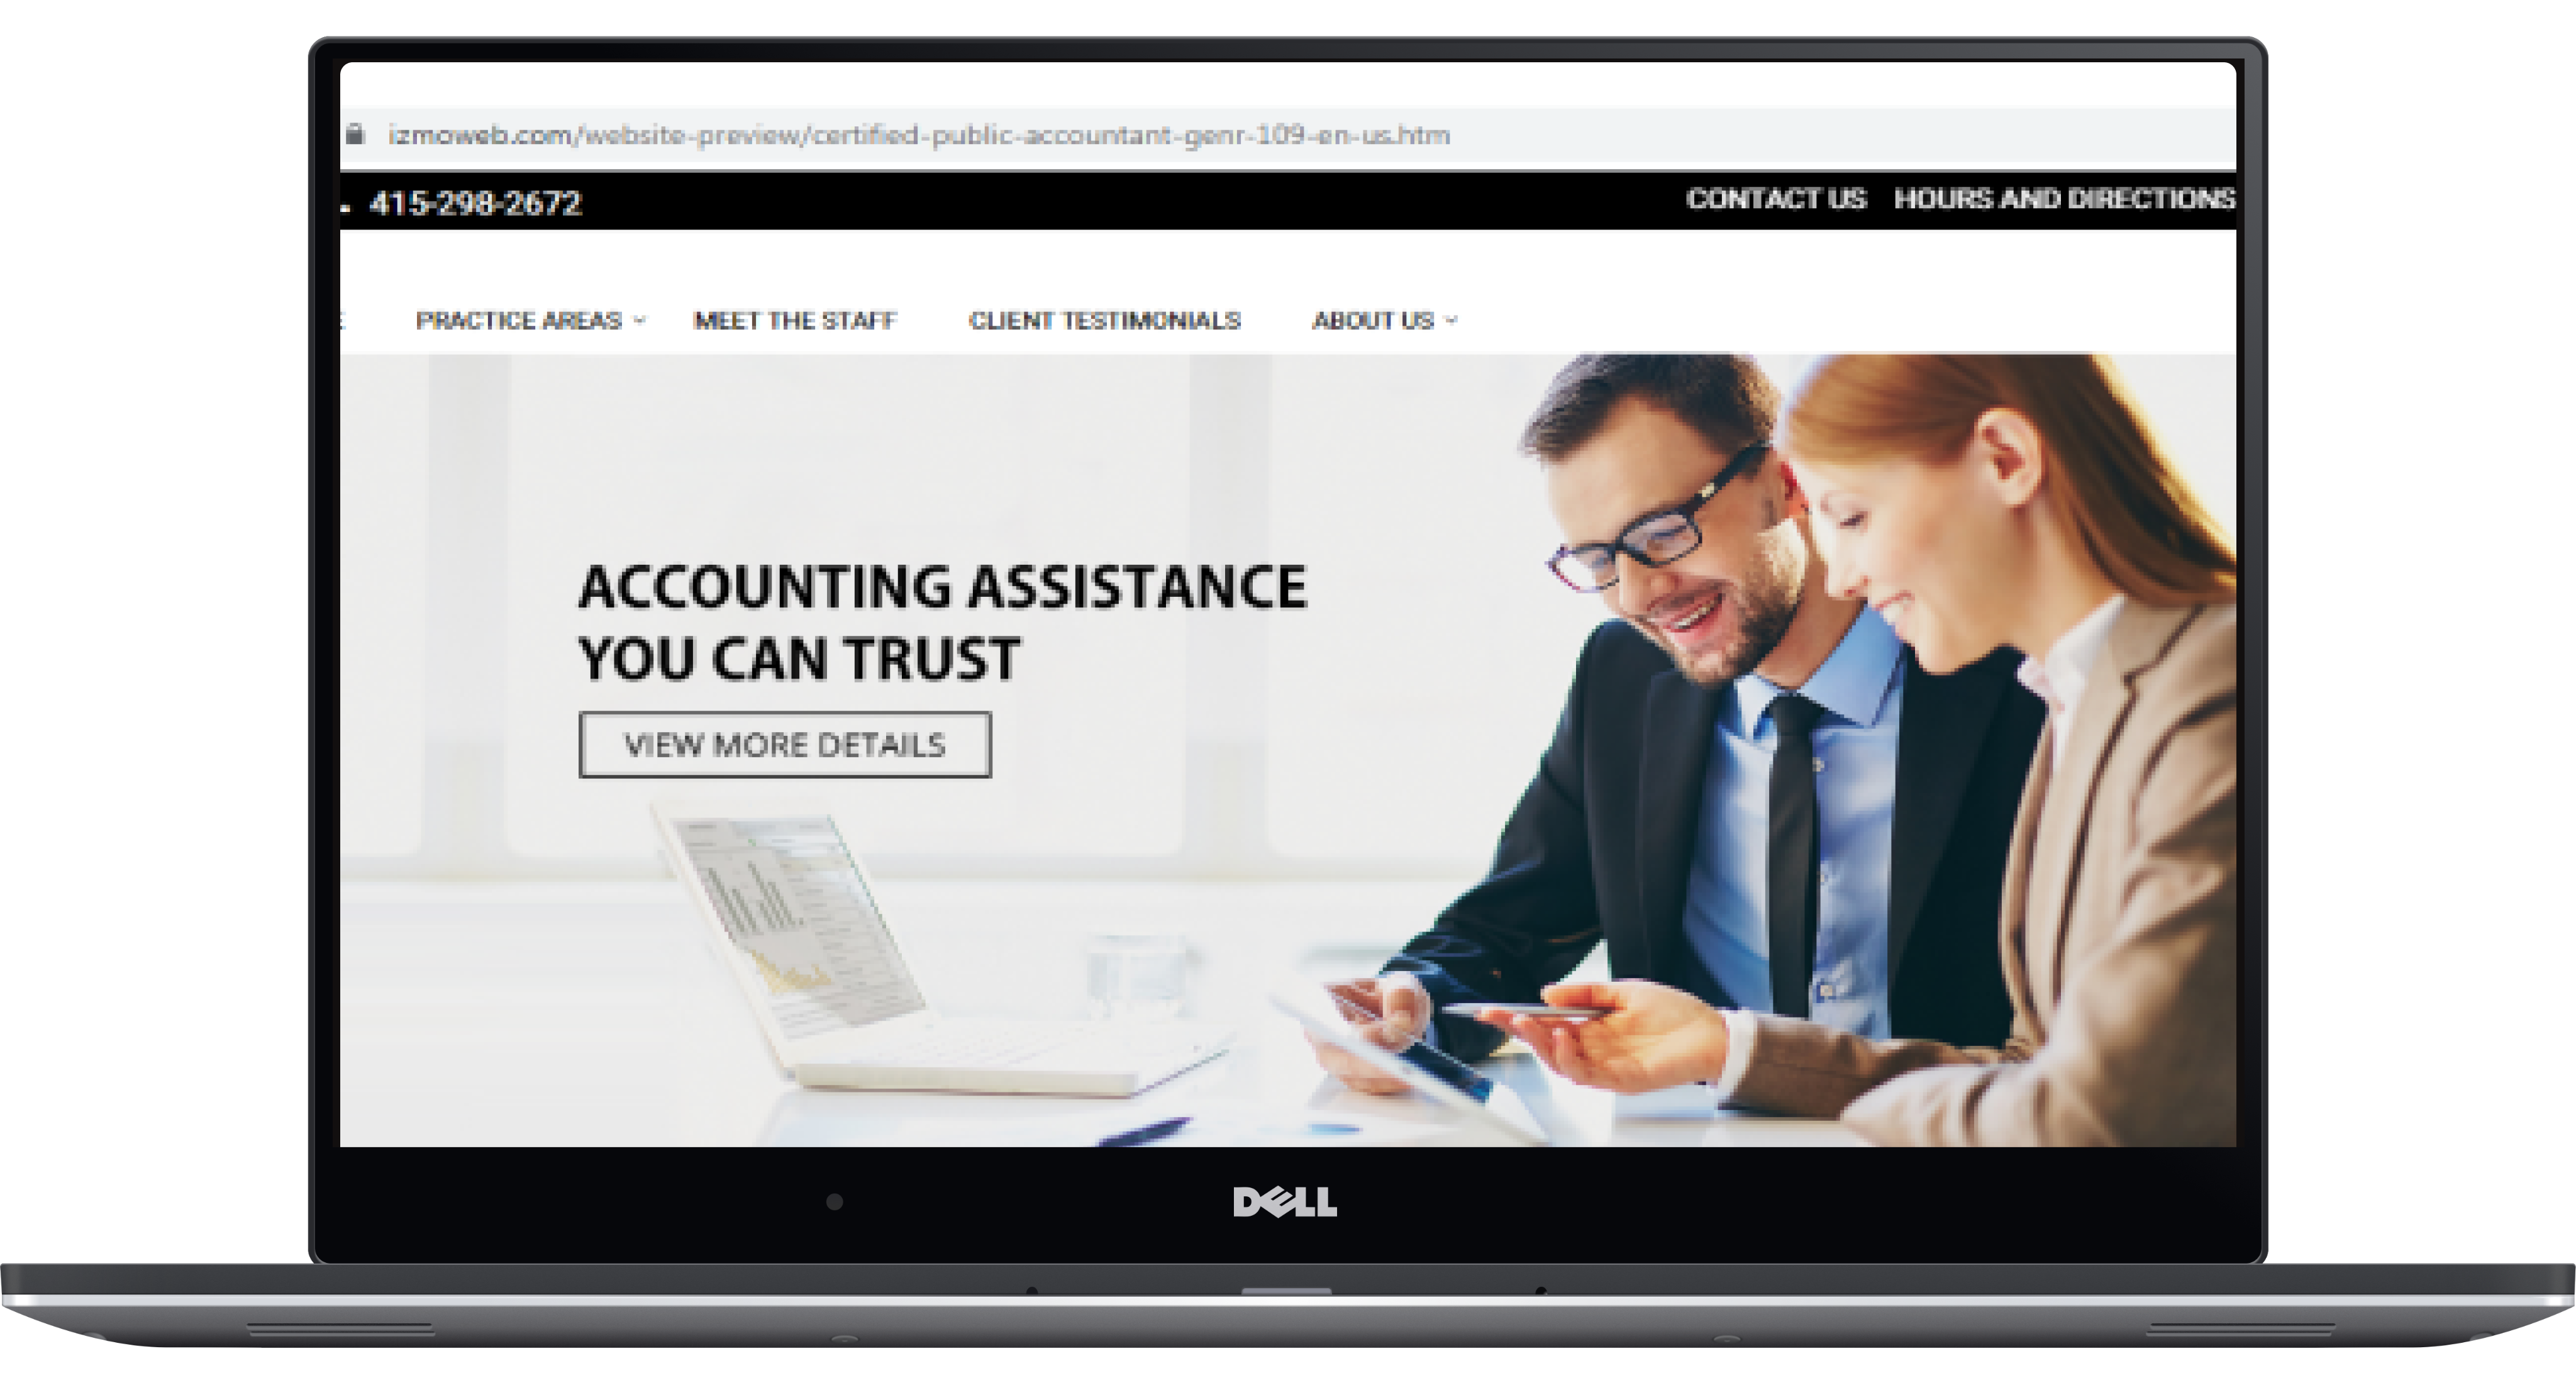 izmoweb.com/website-preview/certified-public-accountant-genr-109-en-us.htm
415-298-2672 CONTACT US HOURS AND DIRECTIONS
E PRACTICE AREAS MEET THE STAFF CLIENT TESTIMONIALS ABOUT US
ACCOUNTING ASSISTANCE
YOU CAN TRUST
VIEW MORE DETAILS
DELL